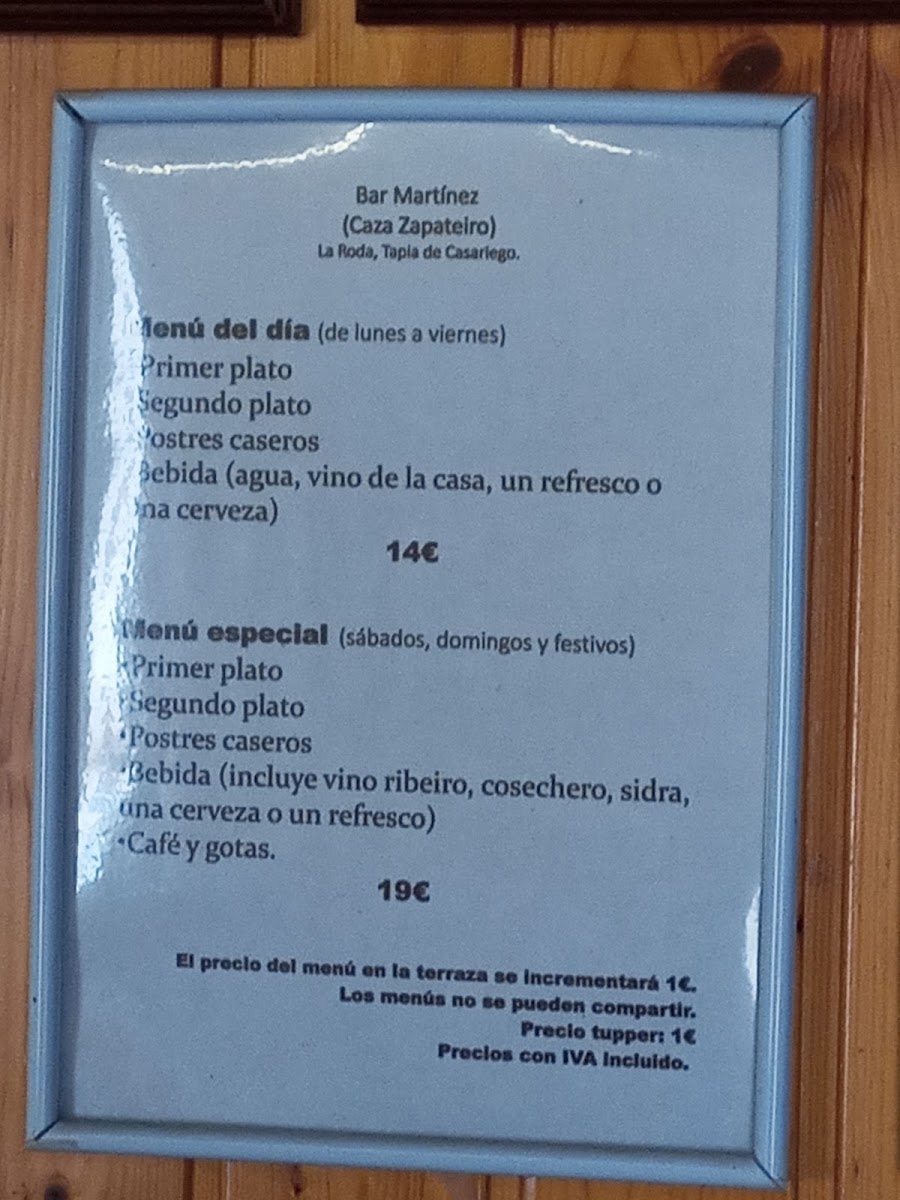 Bar Martínez
(Caza Zapateiro)
La Roda, Tapia de Casariego.
Menú del día (de lunes a viernes)
Primer plato
Segundo plato
Postres caseros
Bebida (agua, vino de la casa, un refresco o
una cerveza)
14€
Menú especial (sábados, domingos y festivos)
•Primer plato
•Segundo plato
•Postres caseros
•Bebida (incluye vino ribeiro, cosechero, sidra,
una cerveza o un refresco)
•Café y gotas.
19€
El precio del menú en la terraza se incrementará 1€.
Los menús no se pueden compartir.
Precio tupper: 1€
Precios con IVA Incluido.